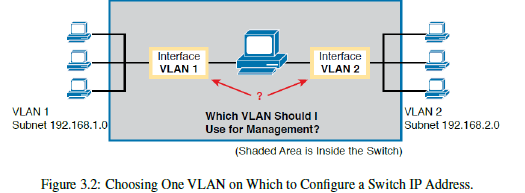 Interface
VLAN 1
Interface
VLAN 2
?
VLAN 1
Subnet 192.168.1.0
Which VLAN Should I
Use for Management?
VLAN 2
Subnet 192.168.2.0
(Shaded Area is Inside the Switch)
Figure 3.2: Choosing One VLAN on Which to Configure a Switch IP Address.